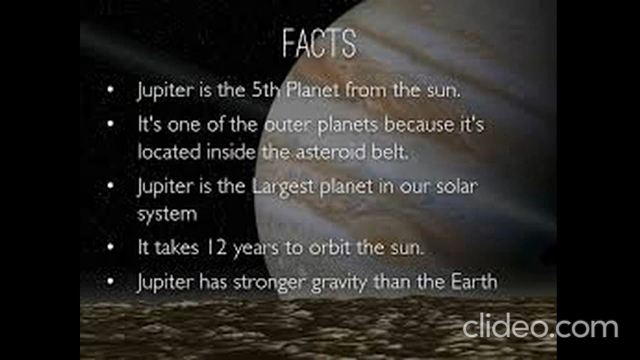 FACTS
• Jupiter is the 5th Planet from the sun.
• It's one of the outer planets because it's
located inside the asteroid belt.
• Jupiter is the Largest planet in our solar
system
• It takes 12 years to orbit the sun.
• Jupiter has stronger gravity than the Earth
clideo.com